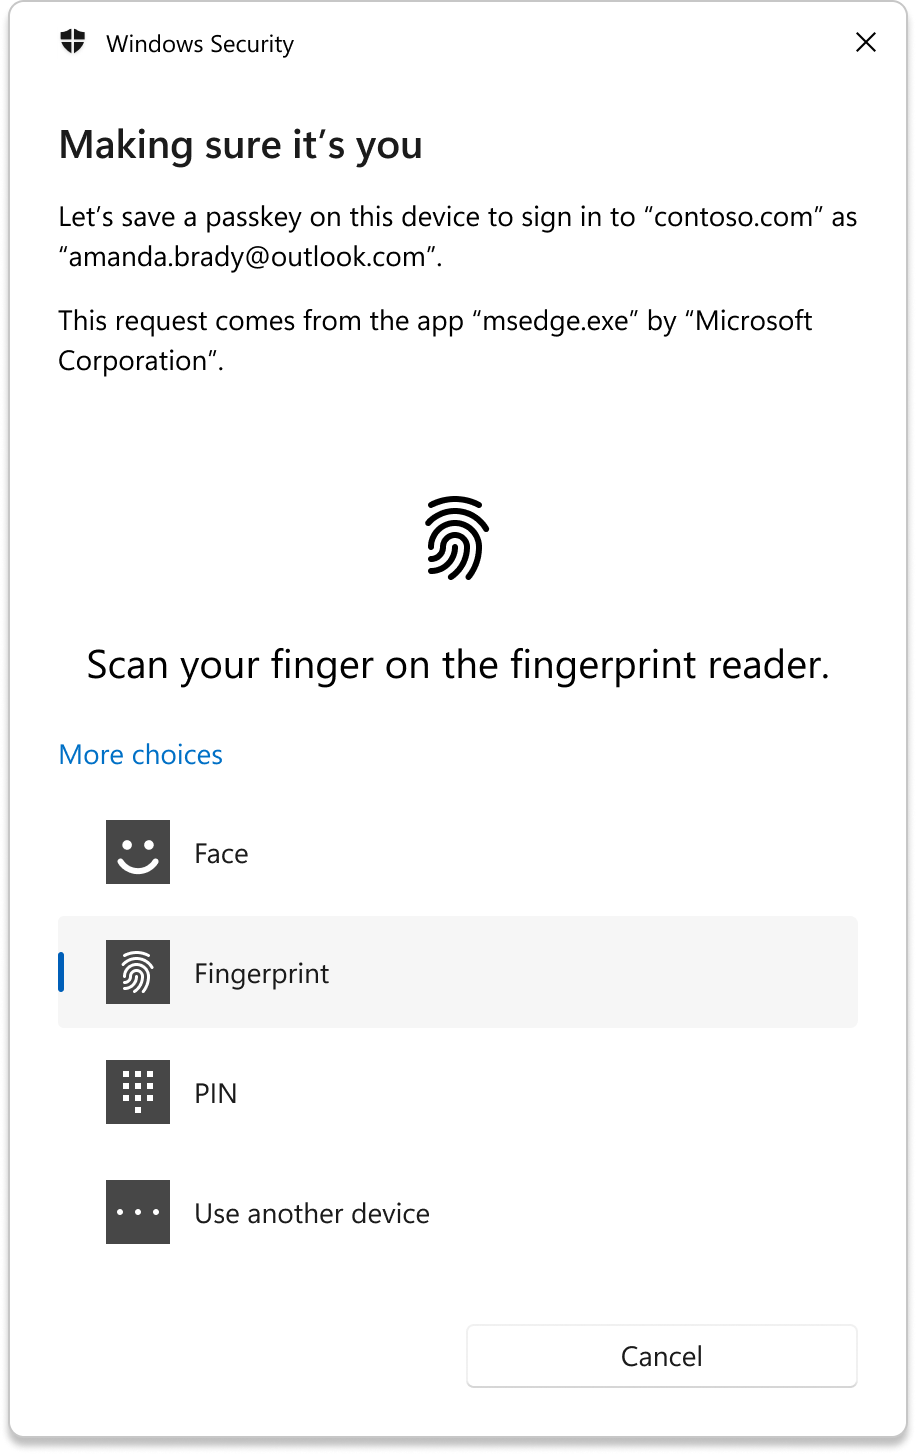 Windows Security
Making sure it’s you
Let’s save a passkey on this device to sign in to “contoso.com” as
“amanda.brady@outlook.com”.
This request comes from the app “msedge.exe” by “Microsoft
Corporation”.
Scan your finger on the fingerprint reader.
More choices
Face
Fingerprint
PIN
Use another device
Cancel